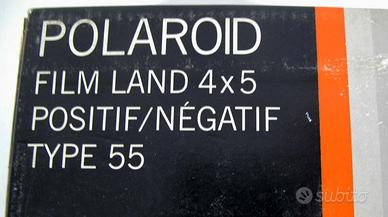 POLAROID
FILM LAND 4x5
POSITIF/NÉGATIF
TYPE 55
subito